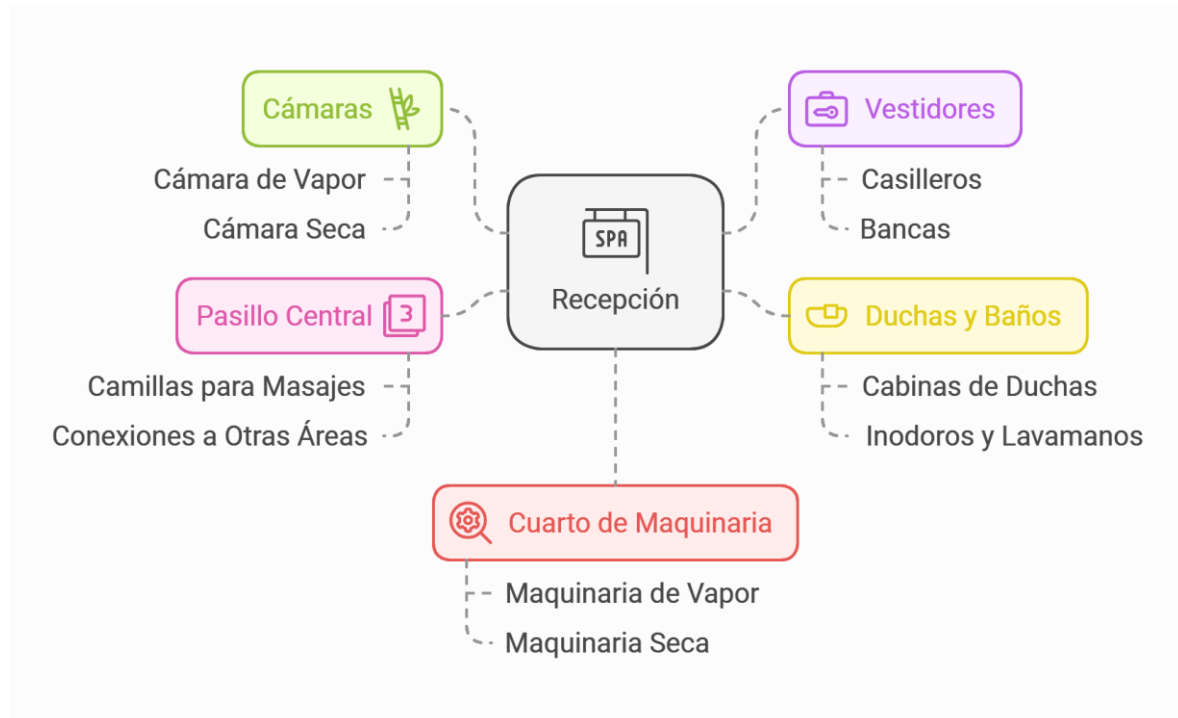 Cámaras
Cámara de Vapor
Cámara Seca
Pasillo Central
3
Camillas para Masajes
Conexiones a Otras Áreas
SPA
Recepción
Vestidores
Casilleros
Bancas
Duchas y Baños
Cabinas de Duchas
Inodoros y Lavamanos
Cuarto de Maquinaria
Maquinaria de Vapor
Maquinaria Seca